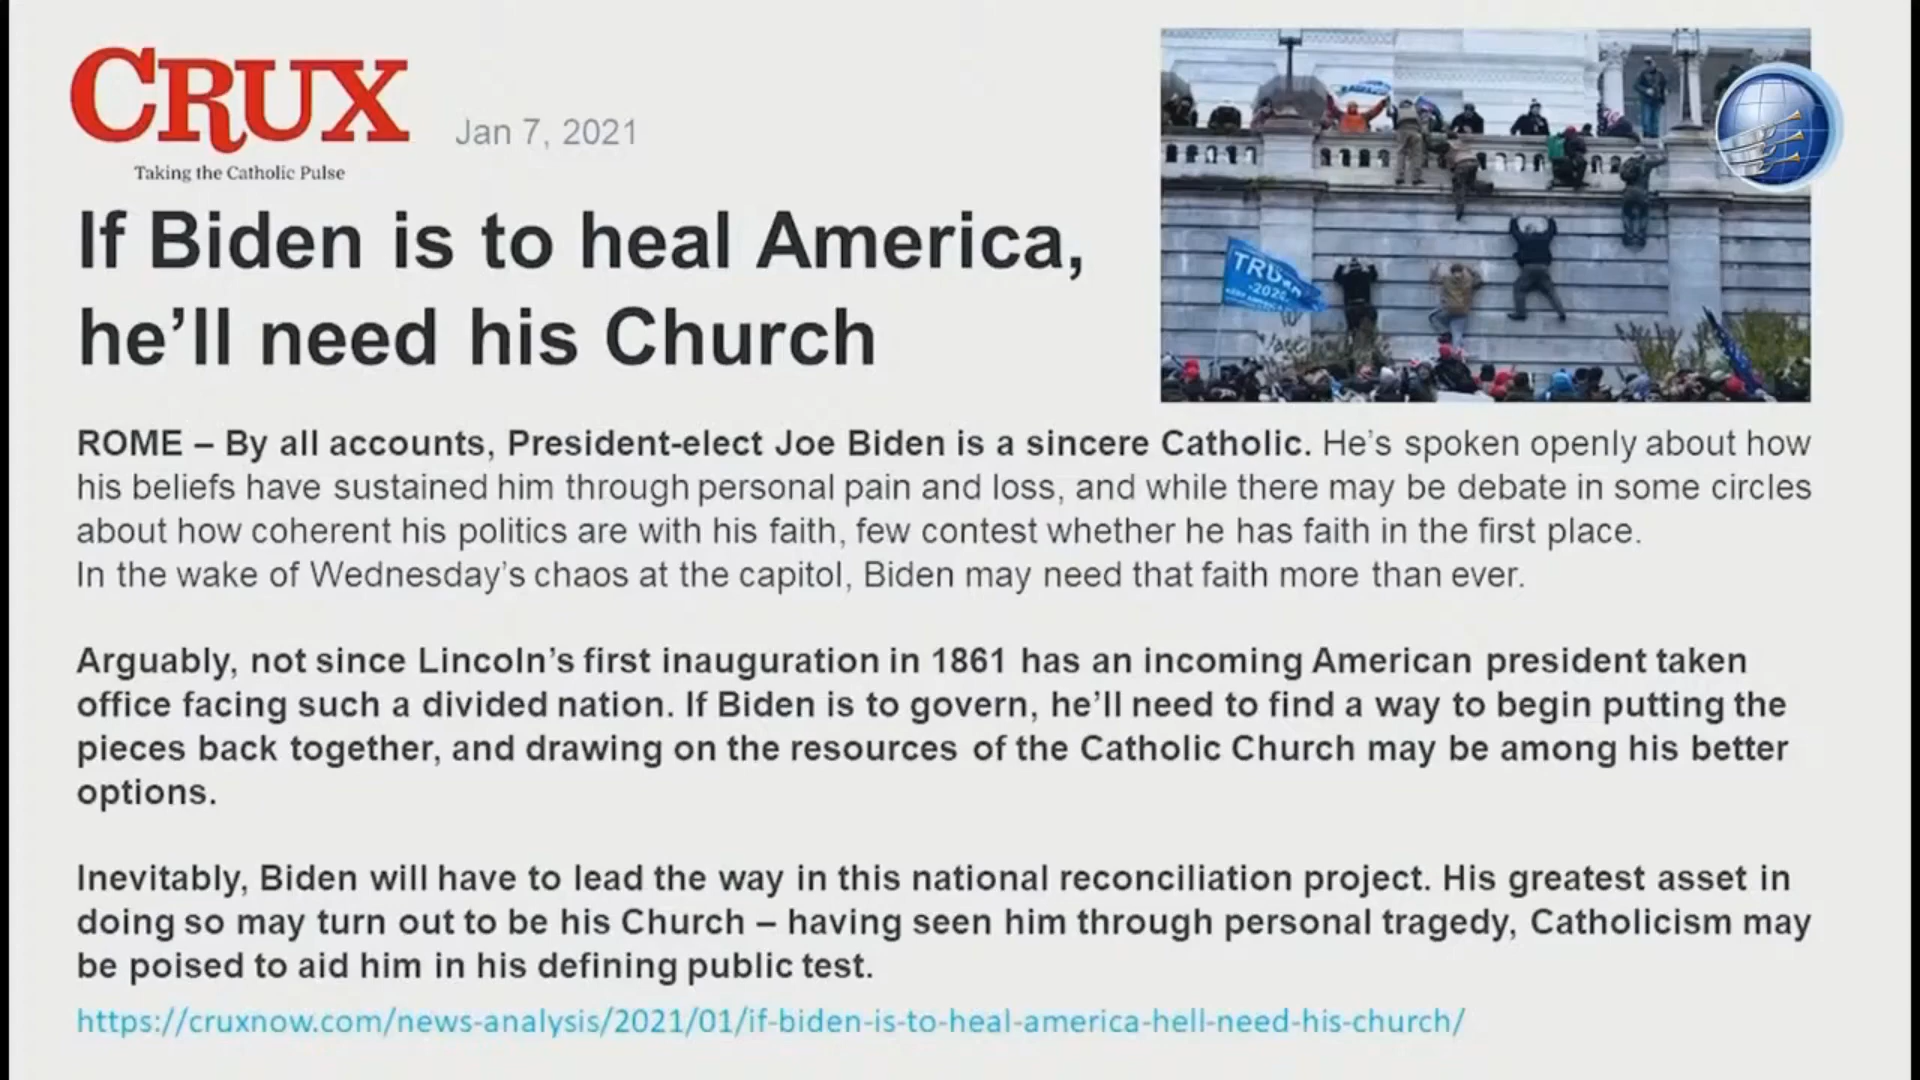 CRUX
Jan 7, 2021
Taking the Catholic Pulse
If Biden is to heal America,
he’ll need his Church
TRUMP
2020
ROME – By all accounts, President-elect Joe Biden is a sincere Catholic. He’s spoken openly about how
his beliefs have sustained him through personal pain and loss, and while there may be debate in some circles
about how coherent his politics are with his faith, few contest whether he has faith in the first place.
In the wake of Wednesday’s chaos at the capitol, Biden may need that faith more than ever.
Arguably, not since Lincoln’s first inauguration in 1861 has an incoming American president taken
office facing such a divided nation. If Biden is to govern, he’ll need to find a way to begin putting the
pieces back together, and drawing on the resources of the Catholic Church may be among his better
options.
Inevitably, Biden will have to lead the way in this national reconciliation project. His greatest asset in
doing so may turn out to be his Church – having seen him through personal tragedy, Catholicism may
be poised to aid him in his defining public test.
https://cruxnow.com/news-analysis/2021/01/if-biden-is-to-heal-america-hell-need-his-church/